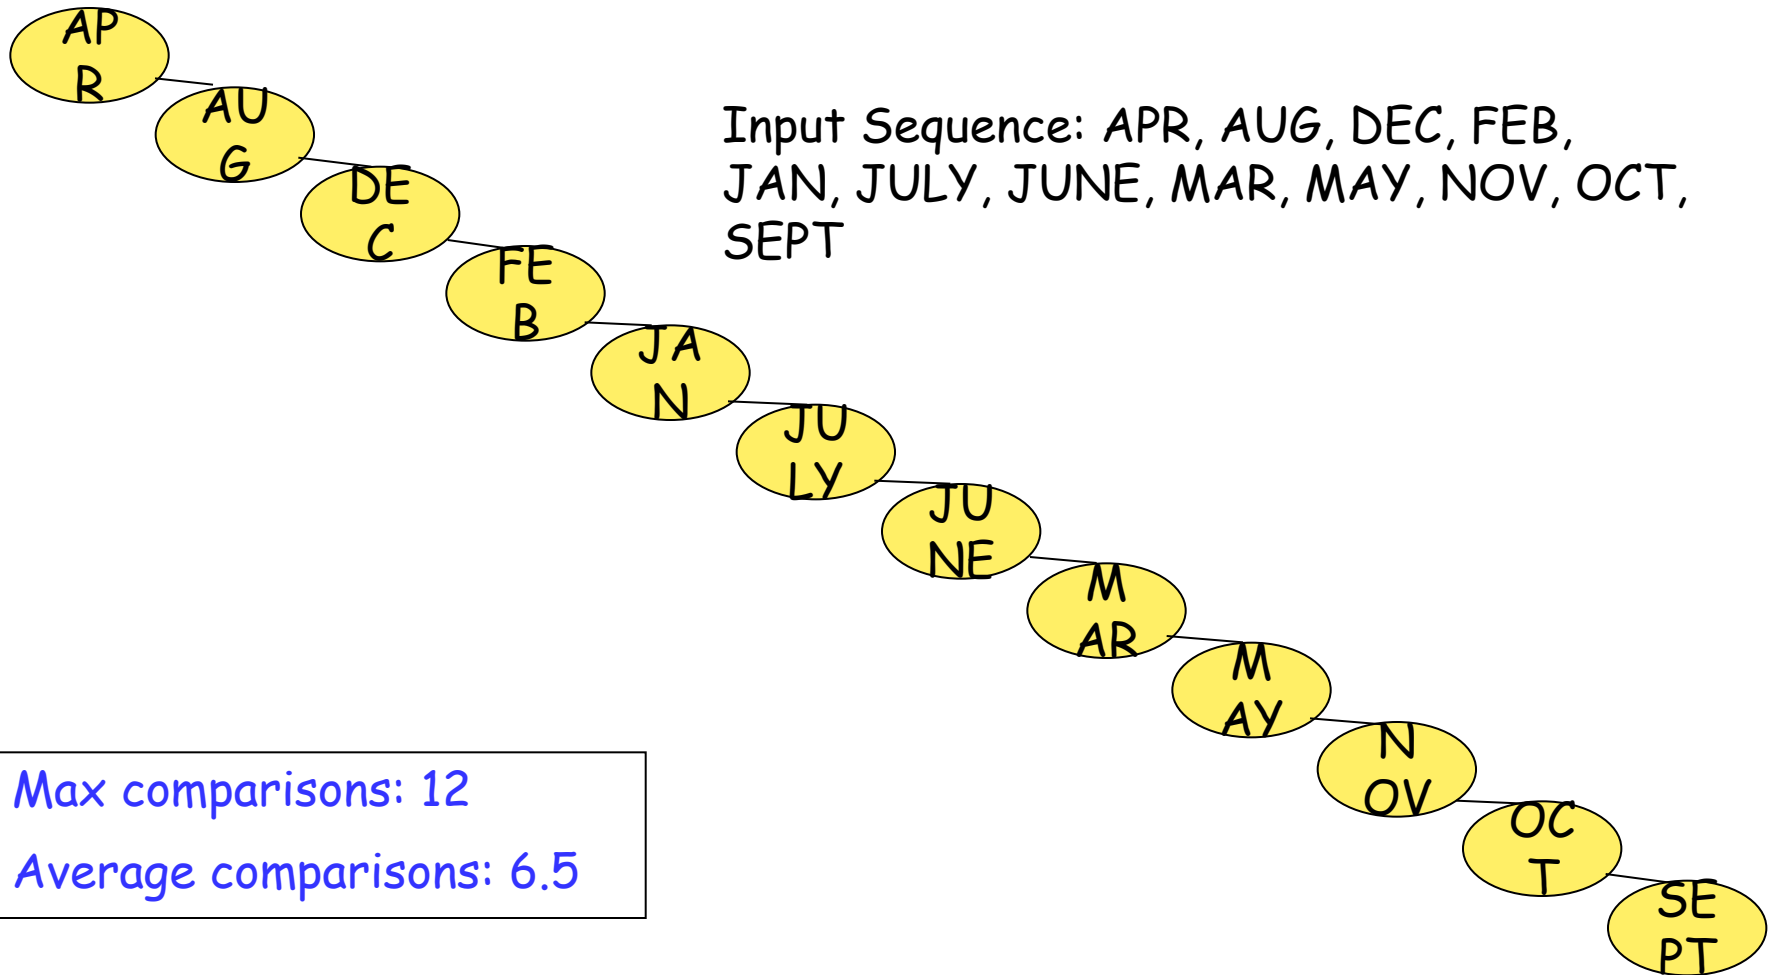 AP
R
AU
G
DE
C
FE
B
JA
N
JU
LY
JU
NE
M
AR
M
AY
N
OV
OC
T
SE
PT
Input Sequence: APR, AUG, DEC, FEB,
JAN, JULY, JUNE, MAR, MAY, NOV, OCT,
SEPT
Max comparisons: 12
Average comparisons: 6.5